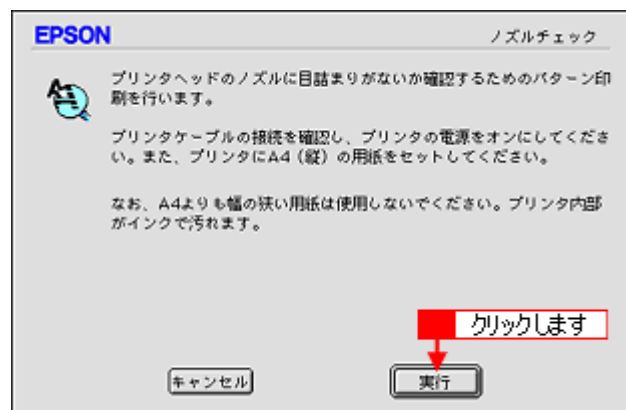 EPSON ノズルチェック
プリンタヘッドのノズルに目詰まりがないか確認するためのパターン印
刷を行います。
プリンタケーブルの接続を確認し、プリンタの電源をオンにしてくださ
い。また、プリンタにA4（縦）の用紙をセットしてください。
なお、A4よりも幅の狭い用紙は使用しないでください。プリンタ内部
がインクで汚れます。
クリックします
キャンセル 実行